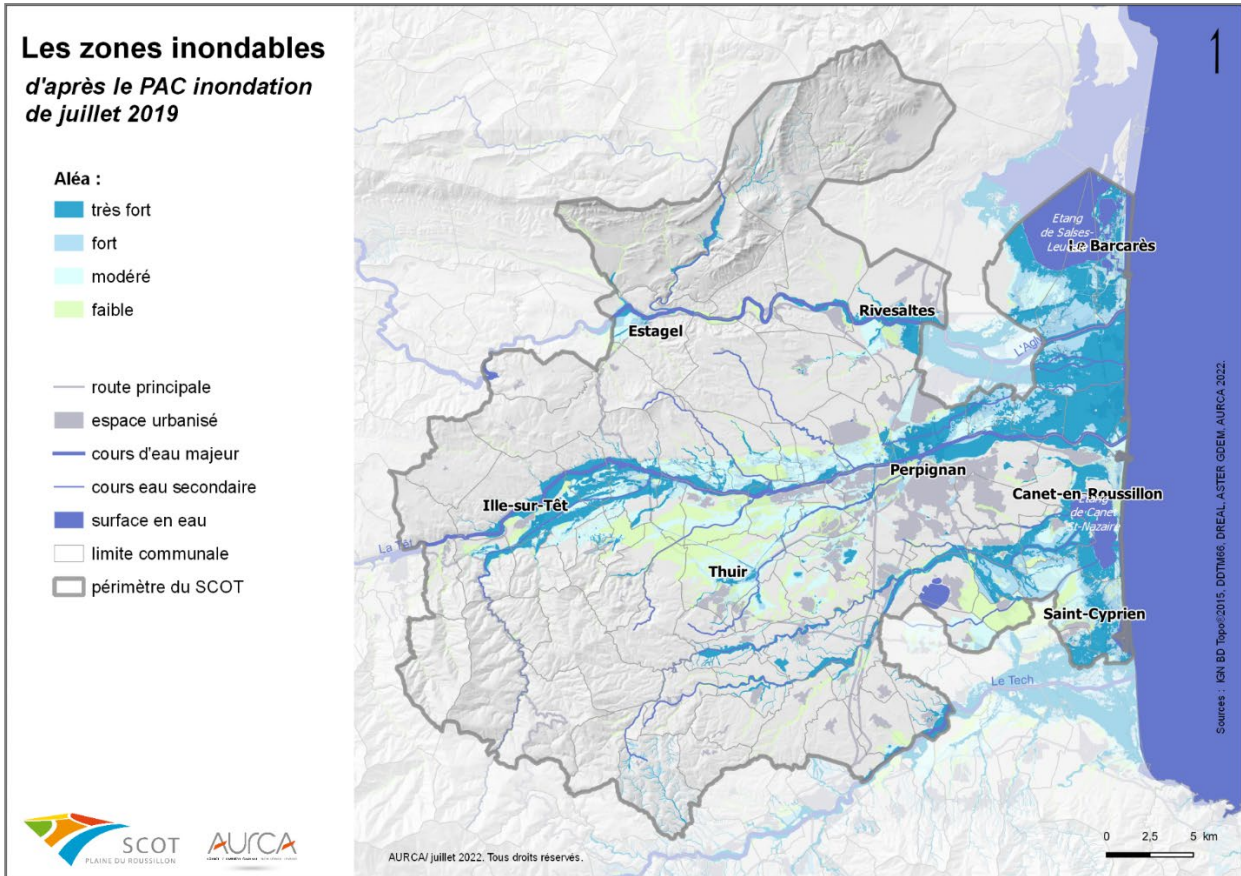 Les zones inondables
d'après le PAC inondation
de juillet 2019
Aléa :
très fort
fort
modéré
faible
route principale
espace urbanisé
cours d'eau majeur
cours eau secondaire
surface en eau
limite communale
périmètre du SCOT
SCOT
PLAINE DU ROUSSILLON
AURCA
Etang
de Salses-
Le Barcarès
Rivesaltes
Estagel
L'Agly
Perpignan
Ille-sur-Têt
La Têt
Canet-en-Roussillon
de Canet
St-Nazaire
Thuir
Saint-Cyprien
Le Tech
0 2,5 5 km
AURCA/ juillet 2022. Tous droits réservés.
Sources : IGN BD Topo®2015, DDTM66, DREAL, ASTER GDEM, AURCA 2022.